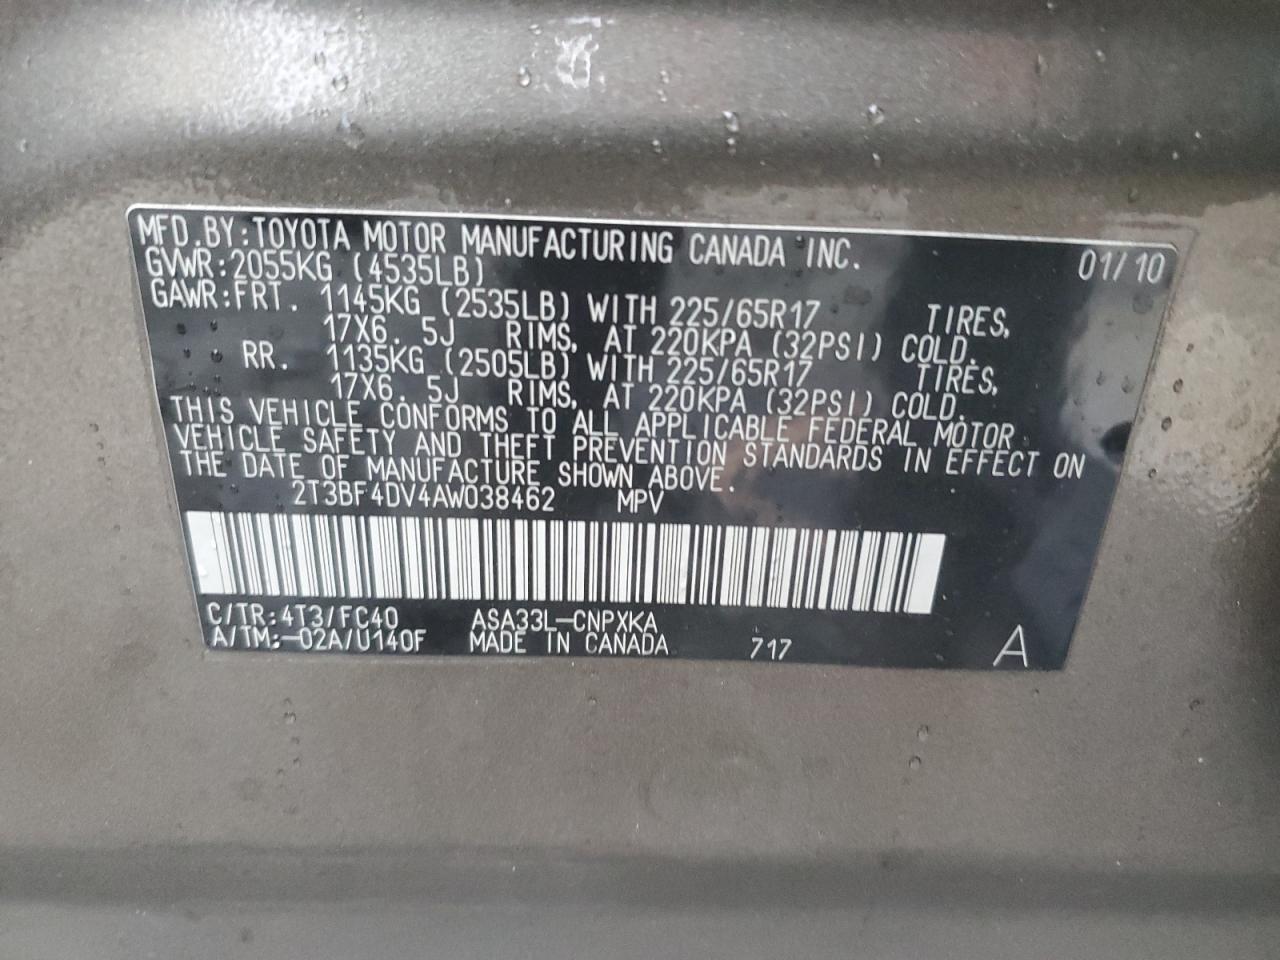 MFD.BY:TOYOTA MOTOR MANUFACTURING CANADA INC. 01/10
GVWR:2055KG (4535LB)
GAWR:FRT. 1145KG (2535LB) WITH 225/65R17 TIRES,
17X6.5J RIMS, AT 220KPA (32PSI) COLD.
RR. 1135KG (2505LB) WITH 225/65R17 TIRES,
17X6.5J RIMS, AT 220KPA (32PSI) COLD.
THIS VEHICLE CONFORMS TO ALL APPLICABLE FEDERAL MOTOR
VEHICLE SAFETY AND THEFT PREVENTION STANDARDS IN EFFECT ON
THE DATE OF MANUFACTURE SHOWN ABOVE.
2T3BF4DV4AW038462 MPV
C/TR:4T3/FC40 ASA33L-CNPXKA
A/TM:-02A/U140F MADE IN CANADA 717 A